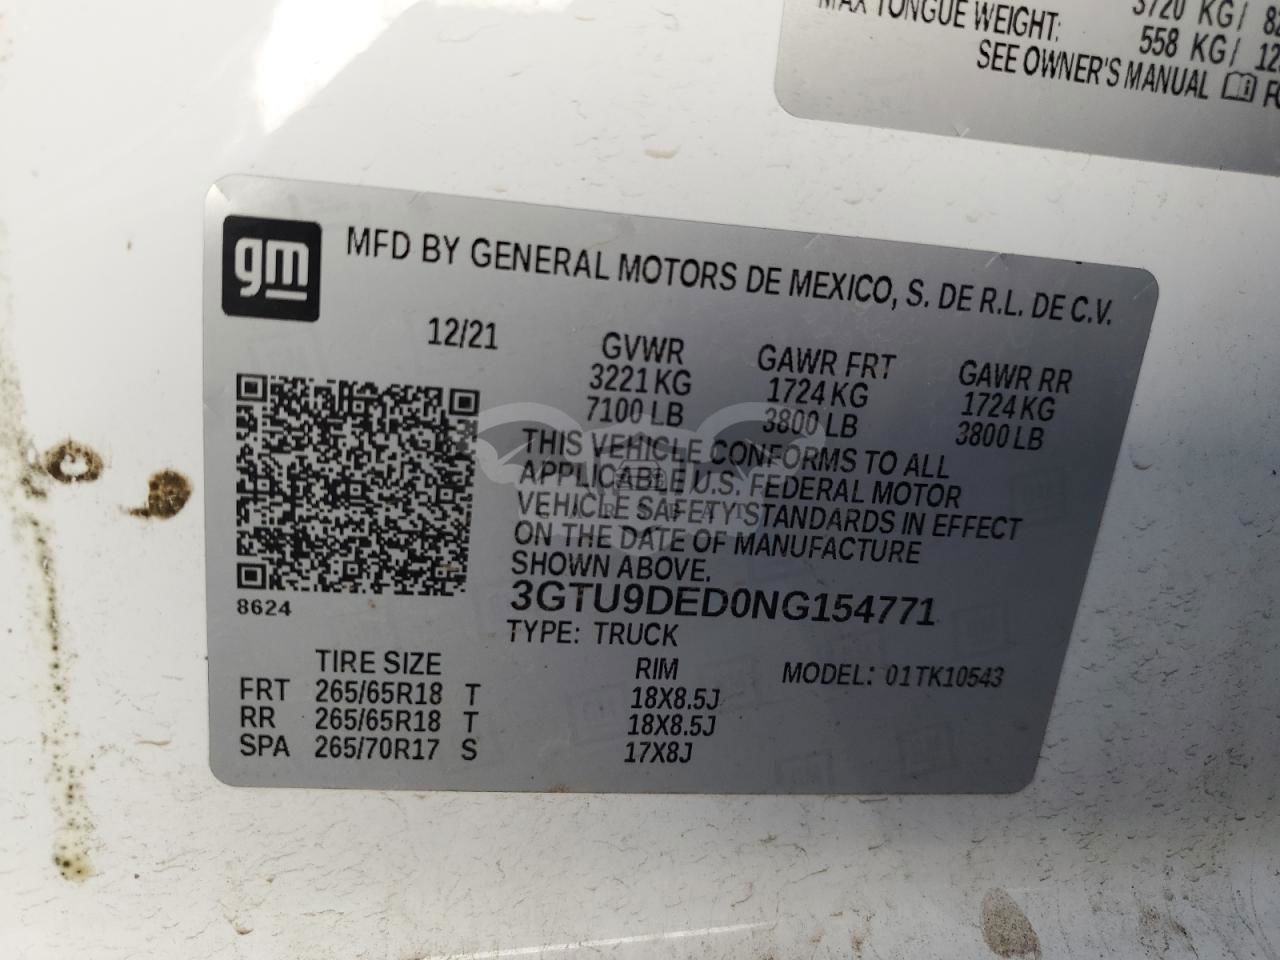 3720 KG/
MAX TONGUE WEIGHT: 558 KG/
SEE OWNER'S MANUAL
gm
MFD BY GENERAL MOTORS DE MEXICO, S. DE R.L. DE C.V.
12/21
GVWR GAWR FRT GAWR RR
3221 KG 1724 KG 1724 KG
7100 LB 3800 LB 3800 LB
THIS VEHICLE CONFORMS TO ALL
APPLICABLE U.S. FEDERAL MOTOR
VEHICLE SAFETY STANDARDS IN EFFECT
ON THE DATE OF MANUFACTURE
SHOWN ABOVE.
8624
3GTU9DED0NG154771
TYPE: TRUCK
TIRE SIZE RIM MODEL: 01TK10543
FRT 265/65R18 T 18X8.5J
RR 265/65R18 T 18X8.5J
SPA 265/70R17 S 17X8J